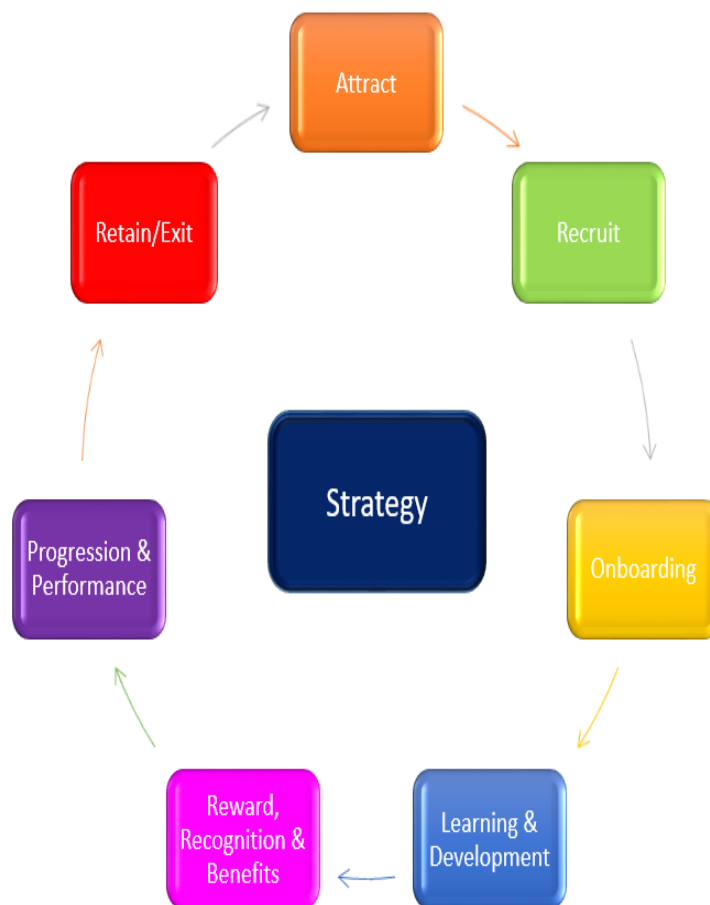 Attract
Recruit
Retain/Exit
Strategy
Onboarding
Progression &
Performance
Learning &
Development
Reward,
Recognition &
Benefits